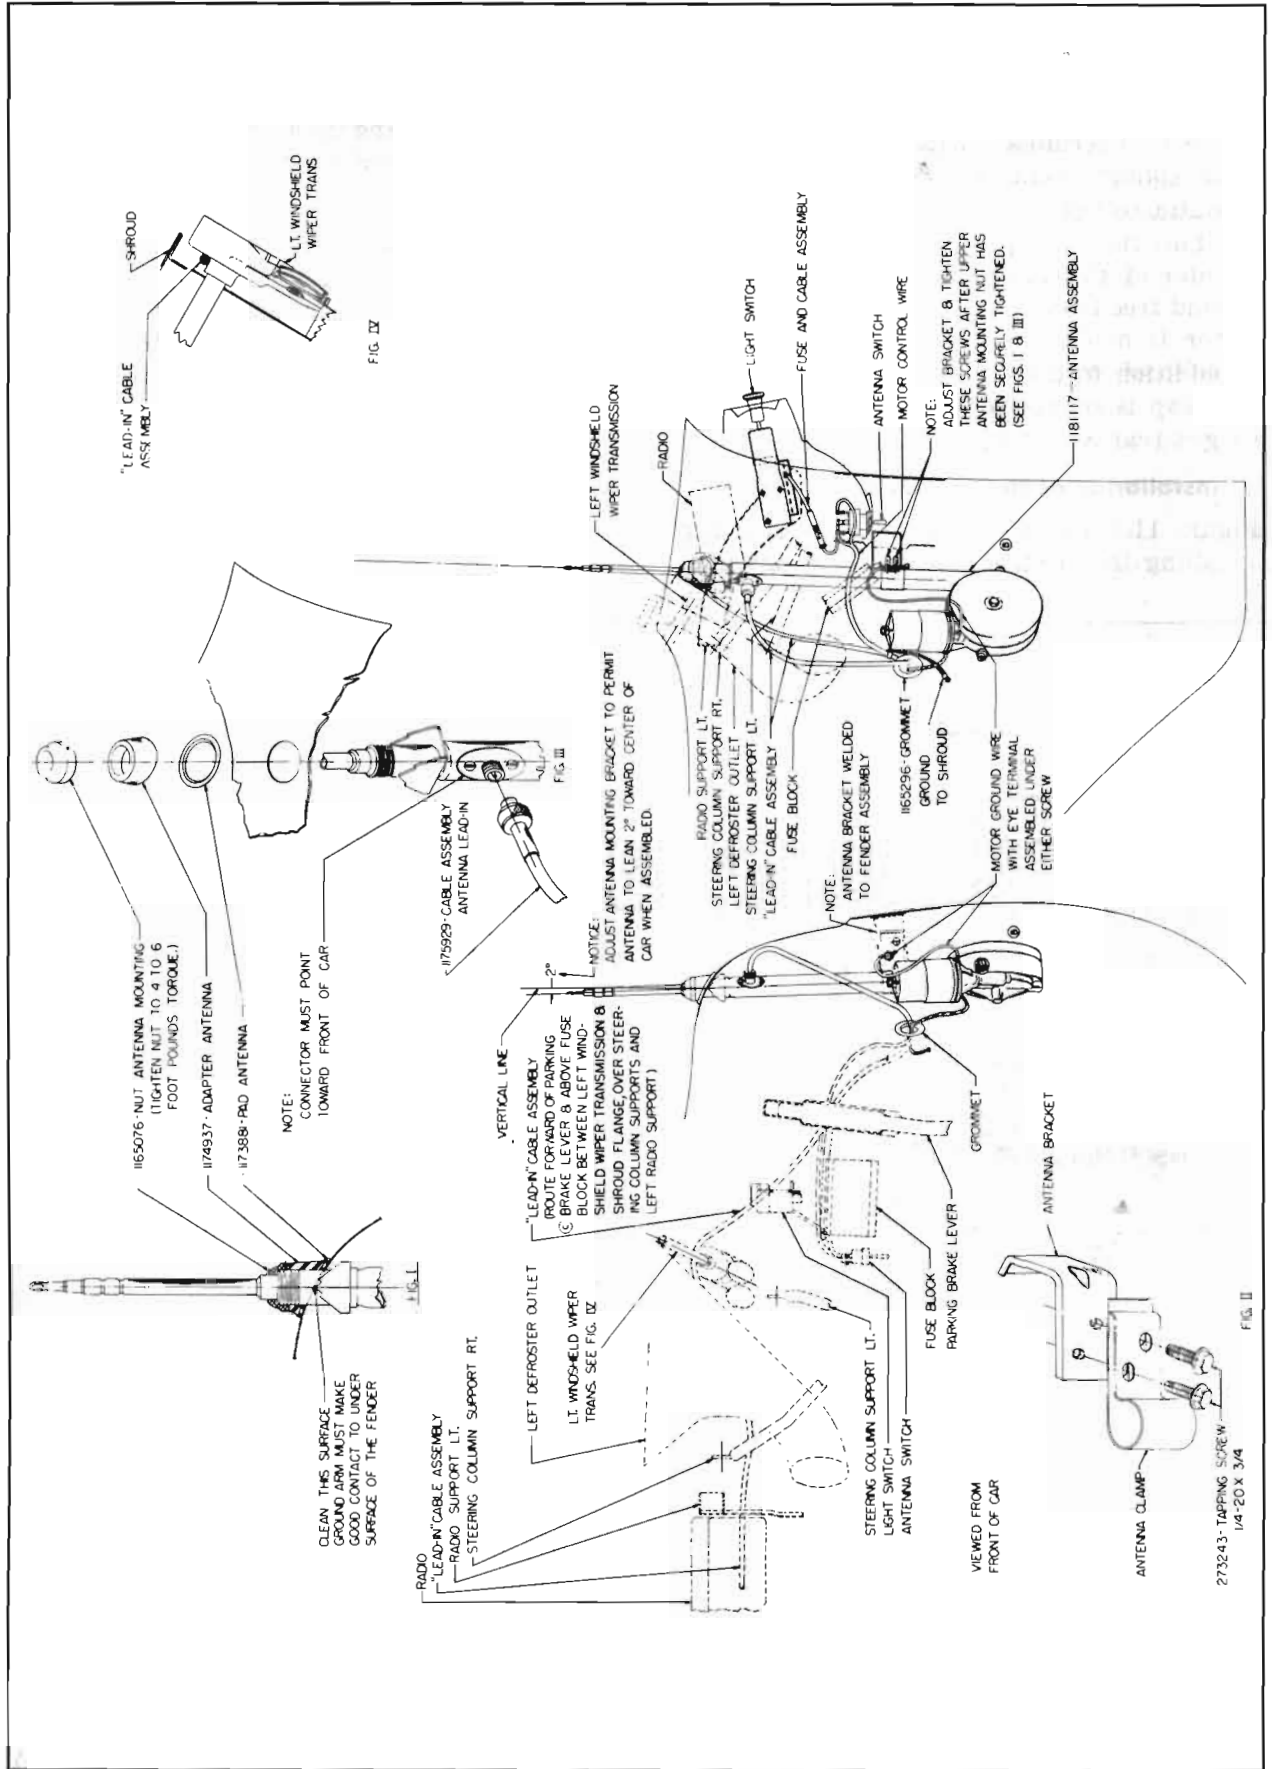 "LEAD-IN" CABLE
ASSEMBLY
SHROUD
LT. WINDSHIELD
WIPER TRANS
FIG. IV
1165076-NUT ANTENNA MOUNTING
(TIGHTEN NUT TO 4 TO 6
FOOT POUNDS TORQUE.)
1174937-ADAPTER ANTENNA
NOTE:
CONNECTOR MUST POINT
TOWARD FRONT OF CAR
1175929-CABLE ASSEMBLY
ANTENNA LEAD-IN
FIG. III
CLEAN THIS SURFACE
GROUND ARM MUST MAKE
GOOD CONTACT TO UNDER
SURFACE OF THE FENDER
FIG. I
RADIO
"LEAD-IN" CABLE ASSEMBLY
RADIO SUPPORT LT.
STEERING COLUMN SUPPORT RT.
LEFT DEFROSTER OUTLET
LT. WINDSHIELD WIPER
TRANS. SEE FIG. IV
VERTICAL LINE
2°
"LEAD-IN" CABLE ASSEMBLY
(ROUTE FORWARD OF PARKING
BRAKE LEVER & ABOVE FUSE
BLOCK BETWEEN LEFT WIND-
SHIELD WIPER TRANSMISSION &
SHROUD FLANGE, OVER STEER-
ING COLUMN SUPPORTS AND
LEFT RADIO SUPPORT)
NOTICE:
ADJUST ANTENNA MOUNTING BRACKET TO PERMIT
ANTENNA TO LEAN 2° TOWARD CENTER OF
CAR WHEN ASSEMBLED.
LEFT WINDSHIELD
WIPER TRANSMISSION
RADIO
LIGHT SWITCH
FUSE AND CABLE ASSEMBLY
ANTENNA SWITCH
MOTOR CONTROL WIRE
NOTE:
ADJUST BRACKET & TIGHTEN
THESE SCREWS AFTER UPPER
ANTENNA MOUNTING NUT HAS
BEEN SECURELY TIGHTENED.
(SEE FIGS. I & III)
1181117-ANTENNA ASSEMBLY
RADIO SUPPORT LT.
STEERING COLUMN SUPPORT RT.
LEFT DEFROSTER OUTLET
STEERING COLUMN SUPPORT LT.
"LEAD-IN" CABLE ASSEMBLY
FUSE BLOCK
1165296-GROMMET
GROUND
TO SHROUD
NOTE:
ANTENNA BRACKET WELDED
TO FENDER ASSEMBLY
MOTOR GROUND WIRE
WITH EYE TERMINAL
ASSEMBLED UNDER
EITHER SCREW
STEERING COLUMN SUPPORT LT.
LIGHT SWITCH
ANTENNA SWITCH
FUSE BLOCK
PARKING BRAKE LEVER
GROMMET
VIEWED FROM
FRONT OF CAR
ANTENNA BRACKET
ANTENNA CLAMP
273243-TAPPING SCREW
1/4-20 X 3/4
FIG. II